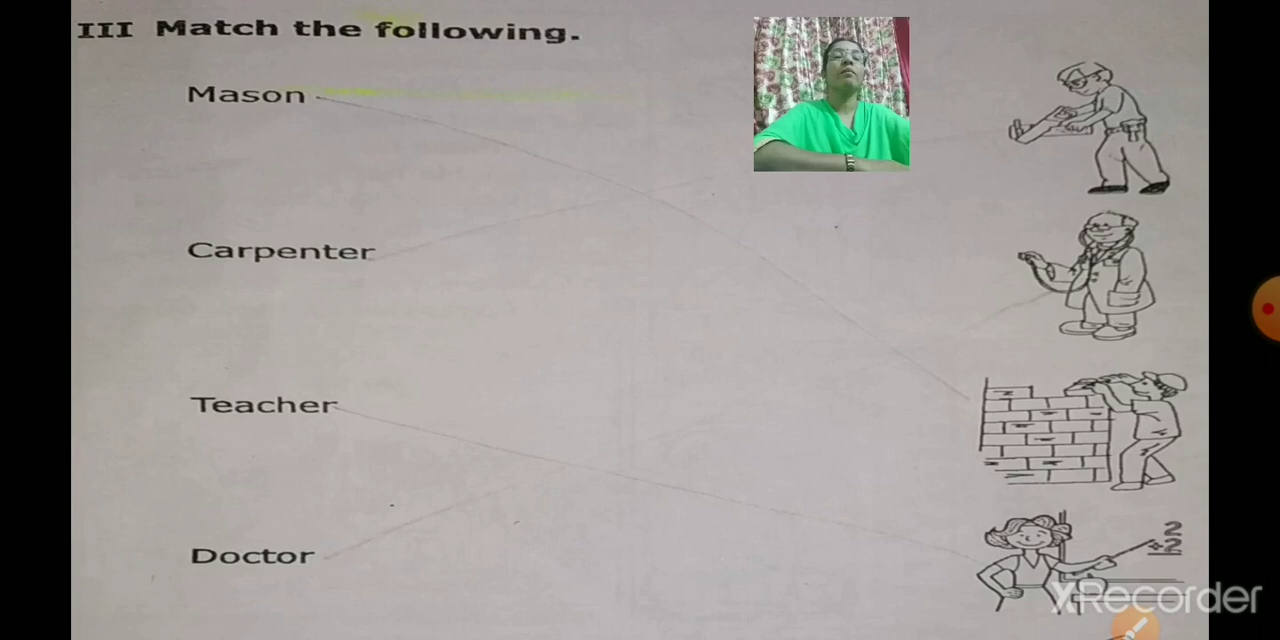 III Match the following.
Mason
Carpenter
Teacher
Doctor
2
+2
XRecorder